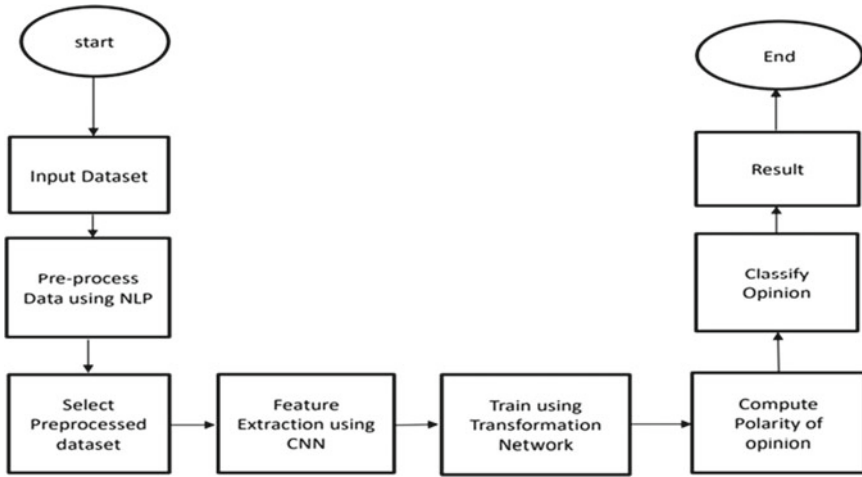 start
Input Dataset
Pre-process
Data using NLP
Select
Preprocessed
dataset
Feature
Extraction using
CNN
Train using
Transformation
Network
Compute
Polarity of
opinion
Classify
Opinion
Result
End